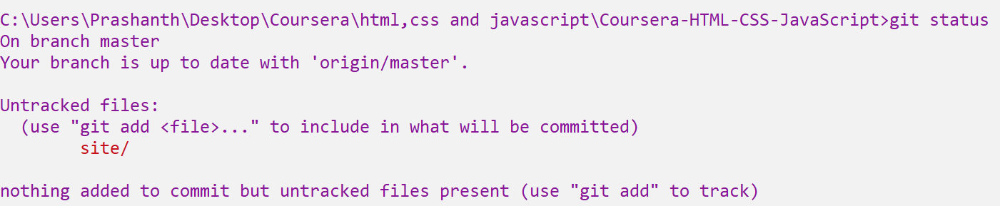 C:\Users\Prashanth\Desktop\Coursera\html,css and javascript\Coursera-HTML-CSS-JavaScript>git status
On branch master
Your branch is up to date with 'origin/master'.

Untracked files:
  (use "git add <file>..." to include in what will be committed)
        site/

nothing added to commit but untracked files present (use "git add" to track)